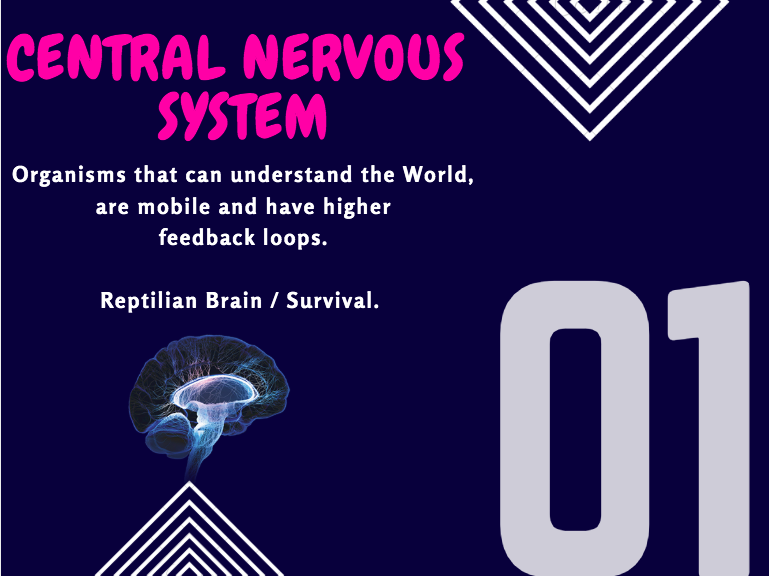 CENTRAL NERVOUS
SYSTEM
Organisms that can understand the World,
are mobile and have higher
feedback loops.
Reptilian Brain / Survival.
01